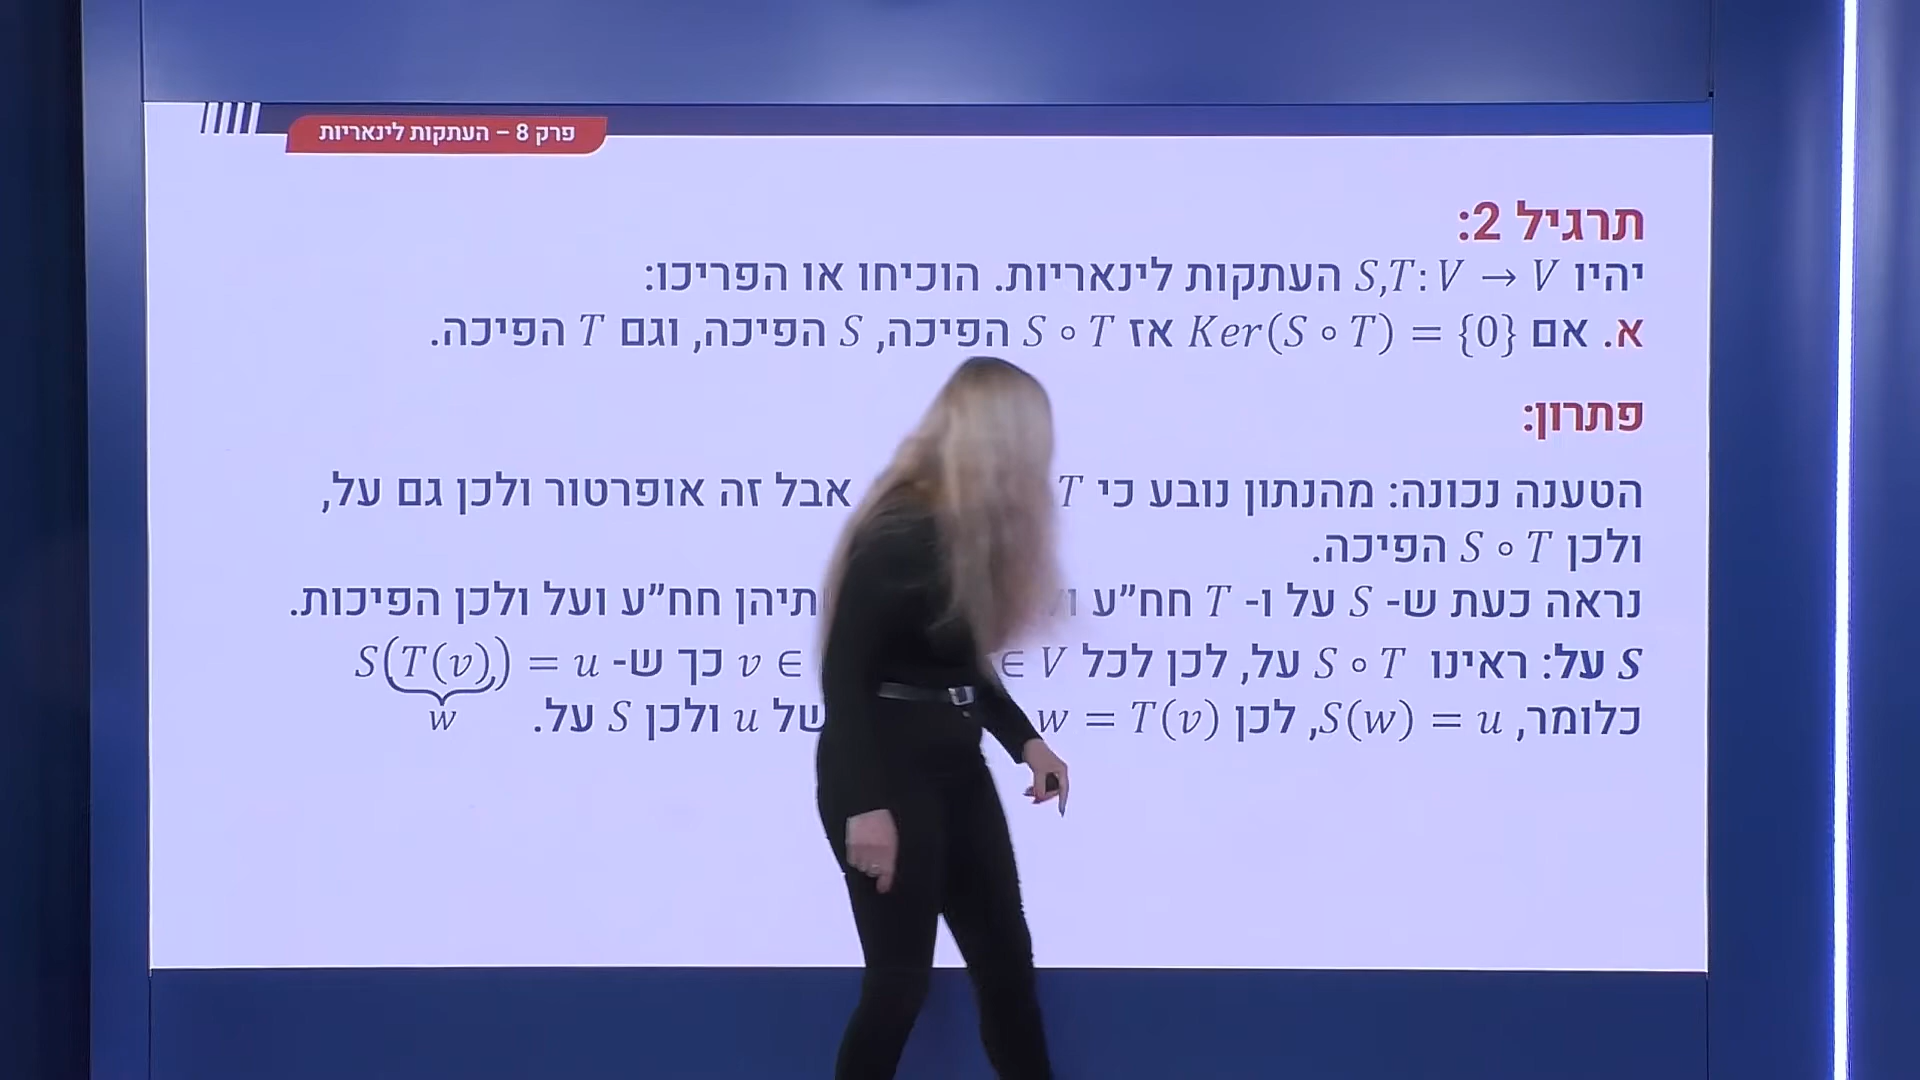 פרק 8 – העתקות לינאריות
תרגיל 2:
יהיו S,T: V → V העתקות לינאריות. הוכיחו או הפריכו:
א. אם Ker(S ∘ T) = {0} אז S ∘ T הפיכה, S הפיכה, וגם T הפיכה.
פתרון:
הטענה נכונה: מהנתון נובע כי T אבל זה אופרטור ולכן גם על,
ולכן S ∘ T הפיכה.
נראה כעת ש- S על ו- T חח"ע ועל ולכן הפיכות.
S על: ראינו S ∘ T על, לכן לכל ∈ V v ∈ כך ש- S(T(v)) = u
w
כלומר, S(w) = u, לכן w = T(v) של u ולכן S על.